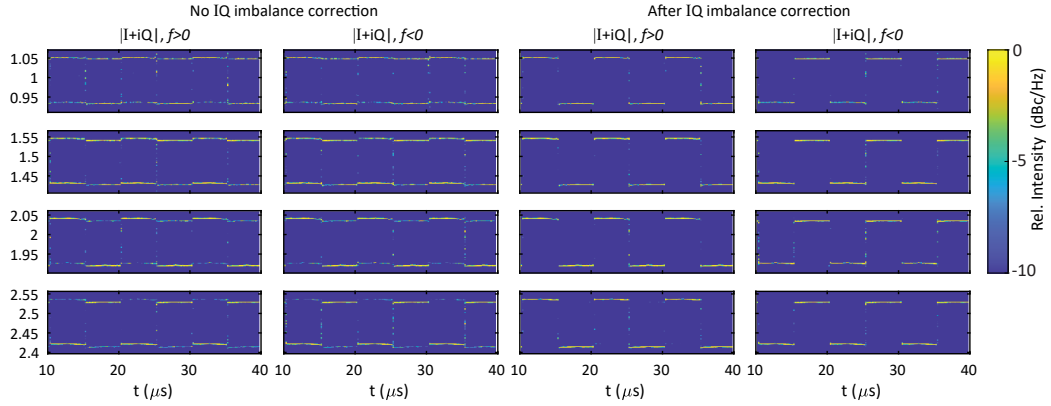 No IQ imbalance correction
After IQ imbalance correction
|I+iQ|, f>0
|I+iQ|, f<0
|I+iQ|, f>0
|I+iQ|, f<0
1.05
1
0.95
1.55
1.5
1.45
2.05
2
1.95
2.55
2.5
2.45
2.4
10 20 30 40
10 20 30 40
10 20 30 40
10 20 30 40
t (μs)
t (μs)
t (μs)
t (μs)
0
-5
-10
Rel. Intensity (dBc/Hz)